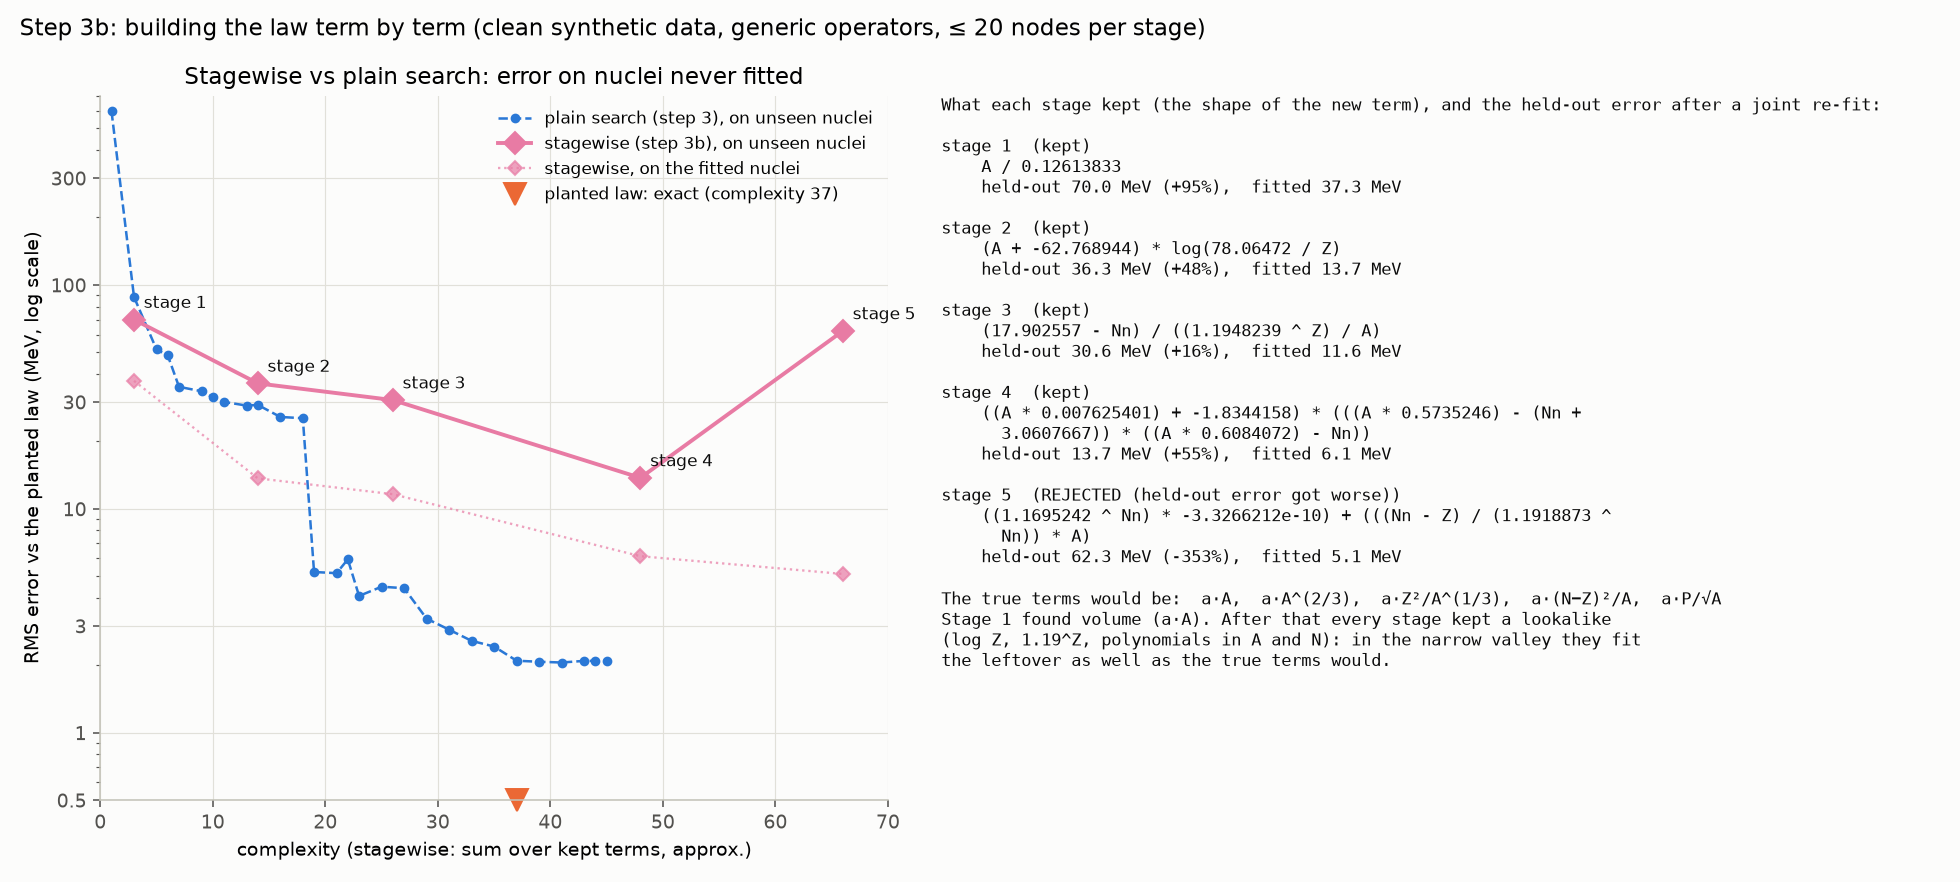 Step 3b: building the law term by term (clean synthetic data, generic operators, ≤ 20 nodes per stage)
Stagewise vs plain search: error on nuclei never fitted
plain search (step 3), on unseen nuclei
stagewise (step 3b), on unseen nuclei
stagewise, on the fitted nuclei
planted law: exact (complexity 37)
RMS error vs the planted law (MeV, log scale)
300
100
30
10
3
1
0.5
stage 1
stage 2
stage 3
stage 4
stage 5
0 10 20 30 40 50 60 70
complexity (stagewise: sum over kept terms, approx.)
What each stage kept (the shape of the new term), and the held-out error after a joint re-fit:
stage 1 (kept)
A / 0.12613833
held-out 70.0 MeV (+95%), fitted 37.3 MeV
stage 2 (kept)
(A + -62.768944) * log(78.06472 / Z)
held-out 36.3 MeV (+48%), fitted 13.7 MeV
stage 3 (kept)
(17.902557 - Nn) / ((1.1948239 ^ Z) / A)
held-out 30.6 MeV (+16%), fitted 11.6 MeV
stage 4 (kept)
((A * 0.007625401) + -1.8344158) * (((A * 0.5735246) - (Nn +
3.0607667)) * ((A * 0.6084072) - Nn))
held-out 13.7 MeV (+55%), fitted 6.1 MeV
stage 5 (REJECTED (held-out error got worse))
((1.1695242 ^ Nn) * -3.3266212e-10) + (((Nn - Z) / (1.1918873 ^
Nn)) * A)
held-out 62.3 MeV (-353%), fitted 5.1 MeV
The true terms would be: a·A, a·A^(2/3), a·Z²/A^(1/3), a·(N−Z)²/A, a·P/√A
Stage 1 found volume (a·A). After that every stage kept a lookalike
(log Z, 1.19^Z, polynomials in A and N): in the narrow valley they fit
the leftover as well as the true terms would.